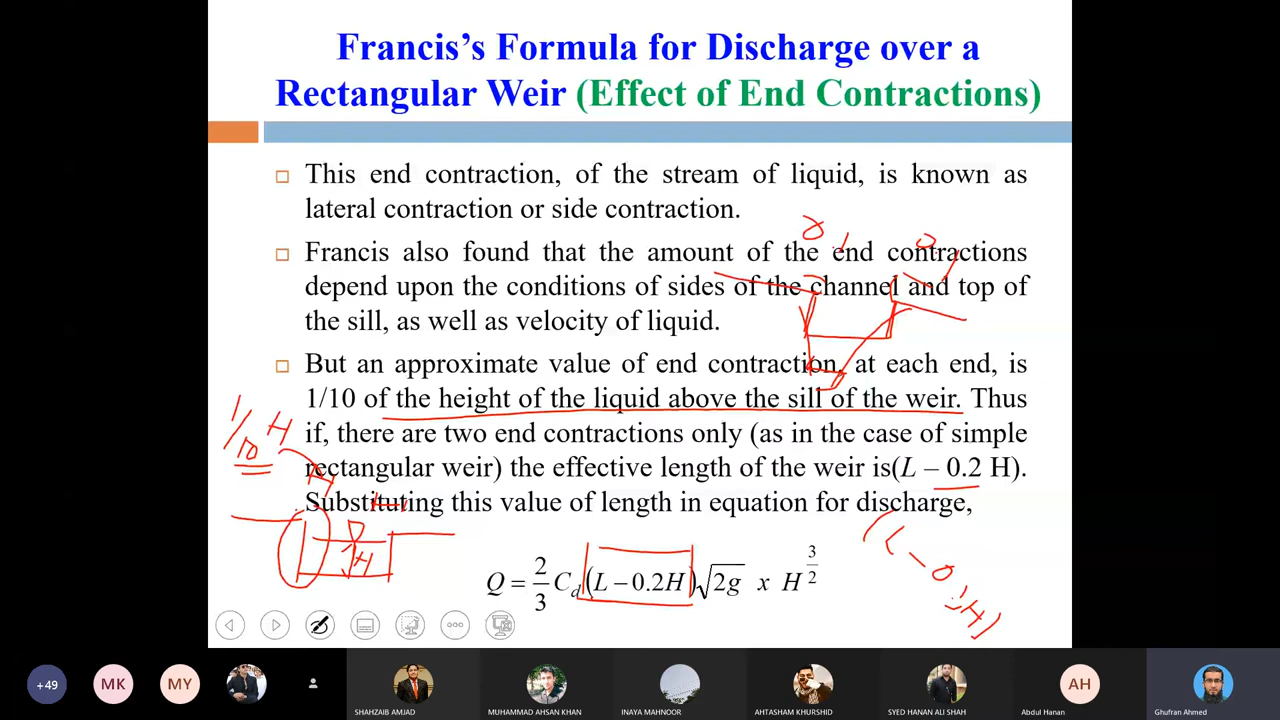 Francis's Formula for Discharge over a
Rectangular Weir (Effect of End Contractions)
This end contraction, of the stream of liquid, is known as
lateral contraction or side contraction.
Francis also found that the amount of the end contractions
depend upon the conditions of sides of the channel and top of
the sill, as well as velocity of liquid.
But an approximate value of end contraction, at each end, is
1/10 of the height of the liquid above the sill of the weir. Thus
if, there are two end contractions only (as in the case of simple
rectangular weir) the effective length of the weir is(L – 0.2 H).
Substituting this value of length in equation for discharge,
1/10 H
H
Q = 2/3 C_d (L – 0.2H) √2g x H^3/2
+49
MK
MY
SHAHZAIB AMJAD
MUHAMMAD AHSAN KHAN
INAYA MAHNOOR
AHTASHAM KHURSHID
SYED HANAN ALI SHAH
AH
Abdul Hanan
Ghufran Ahmed